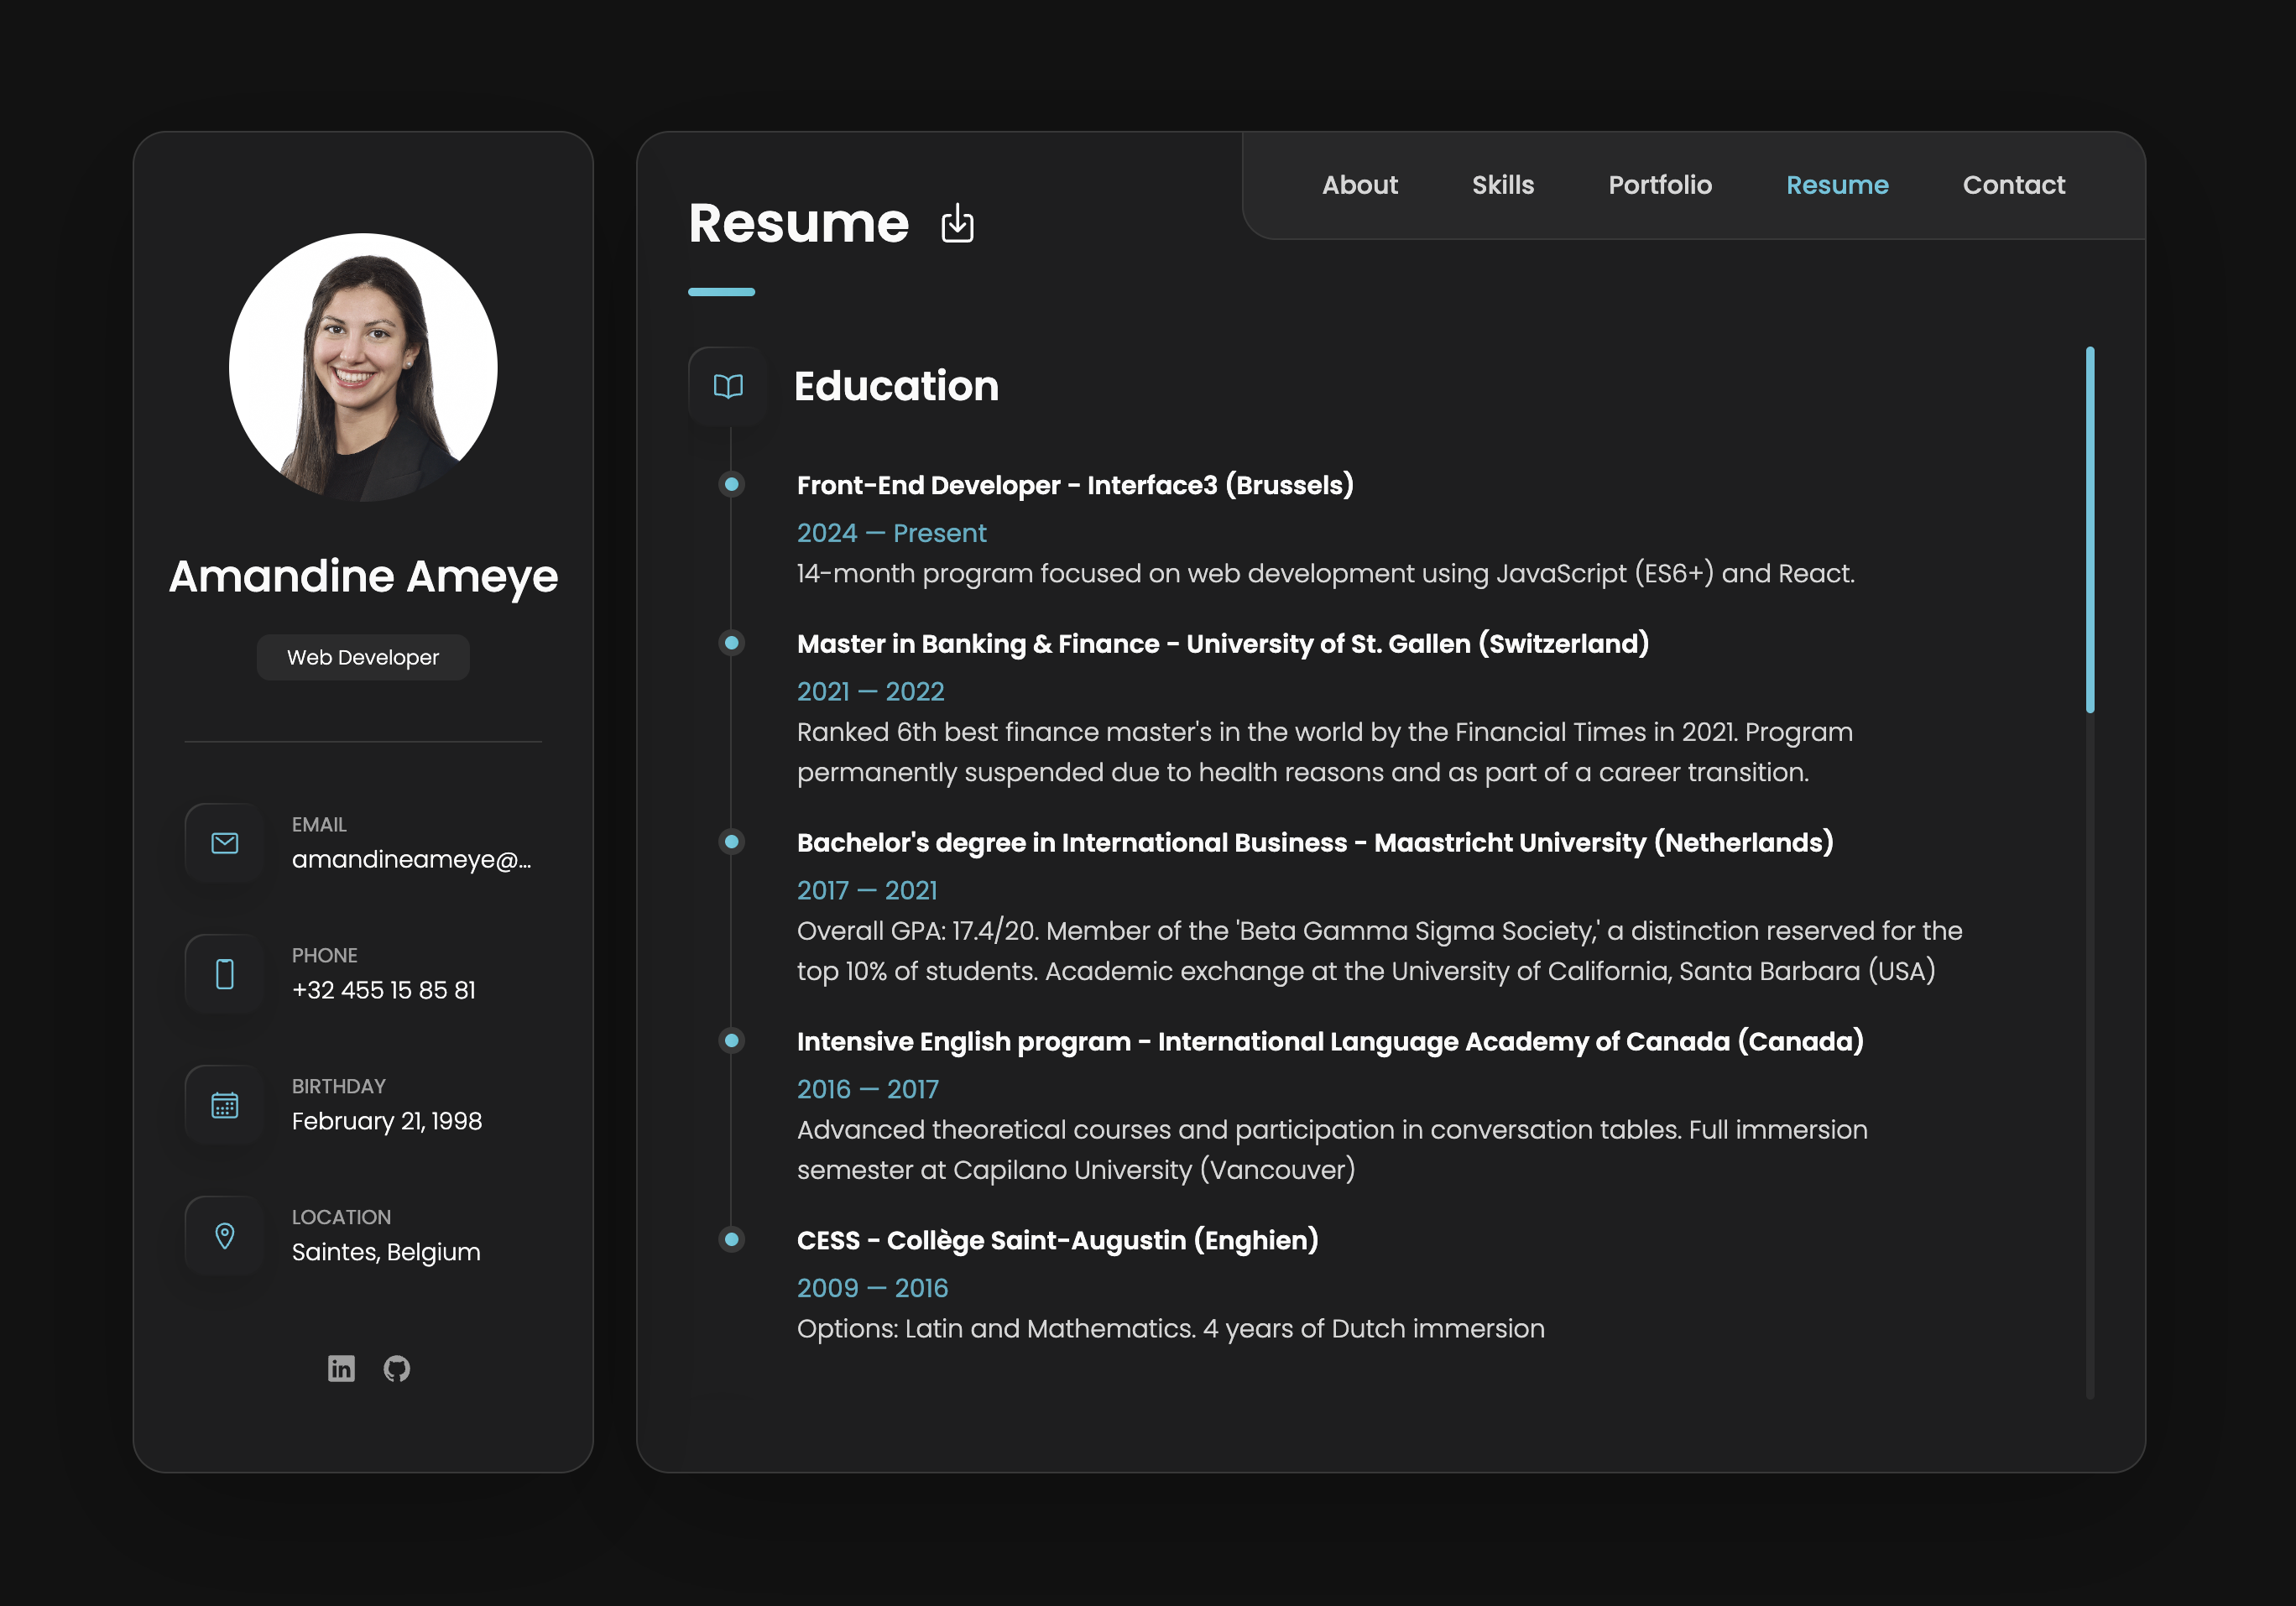 Amandine Ameye
Web Developer
EMAIL
amandineameye@...
PHONE
+32 455 15 85 81
BIRTHDAY
February 21, 1998
LOCATION
Saintes, Belgium
in
About Skills Portfolio Resume Contact
Resume
Education
Front-End Developer - Interface3 (Brussels)
2024 — Present
14-month program focused on web development using JavaScript (ES6+) and React.
Master in Banking & Finance - University of St. Gallen (Switzerland)
2021 — 2022
Ranked 6th best finance master's in the world by the Financial Times in 2021. Program
permanently suspended due to health reasons and as part of a career transition.
Bachelor's degree in International Business - Maastricht University (Netherlands)
2017 — 2021
Overall GPA: 17.4/20. Member of the 'Beta Gamma Sigma Society,' a distinction reserved for the
top 10% of students. Academic exchange at the University of California, Santa Barbara (USA)
Intensive English program - International Language Academy of Canada (Canada)
2016 — 2017
Advanced theoretical courses and participation in conversation tables. Full immersion
semester at Capilano University (Vancouver)
CESS - Collège Saint-Augustin (Enghien)
2009 — 2016
Options: Latin and Mathematics. 4 years of Dutch immersion